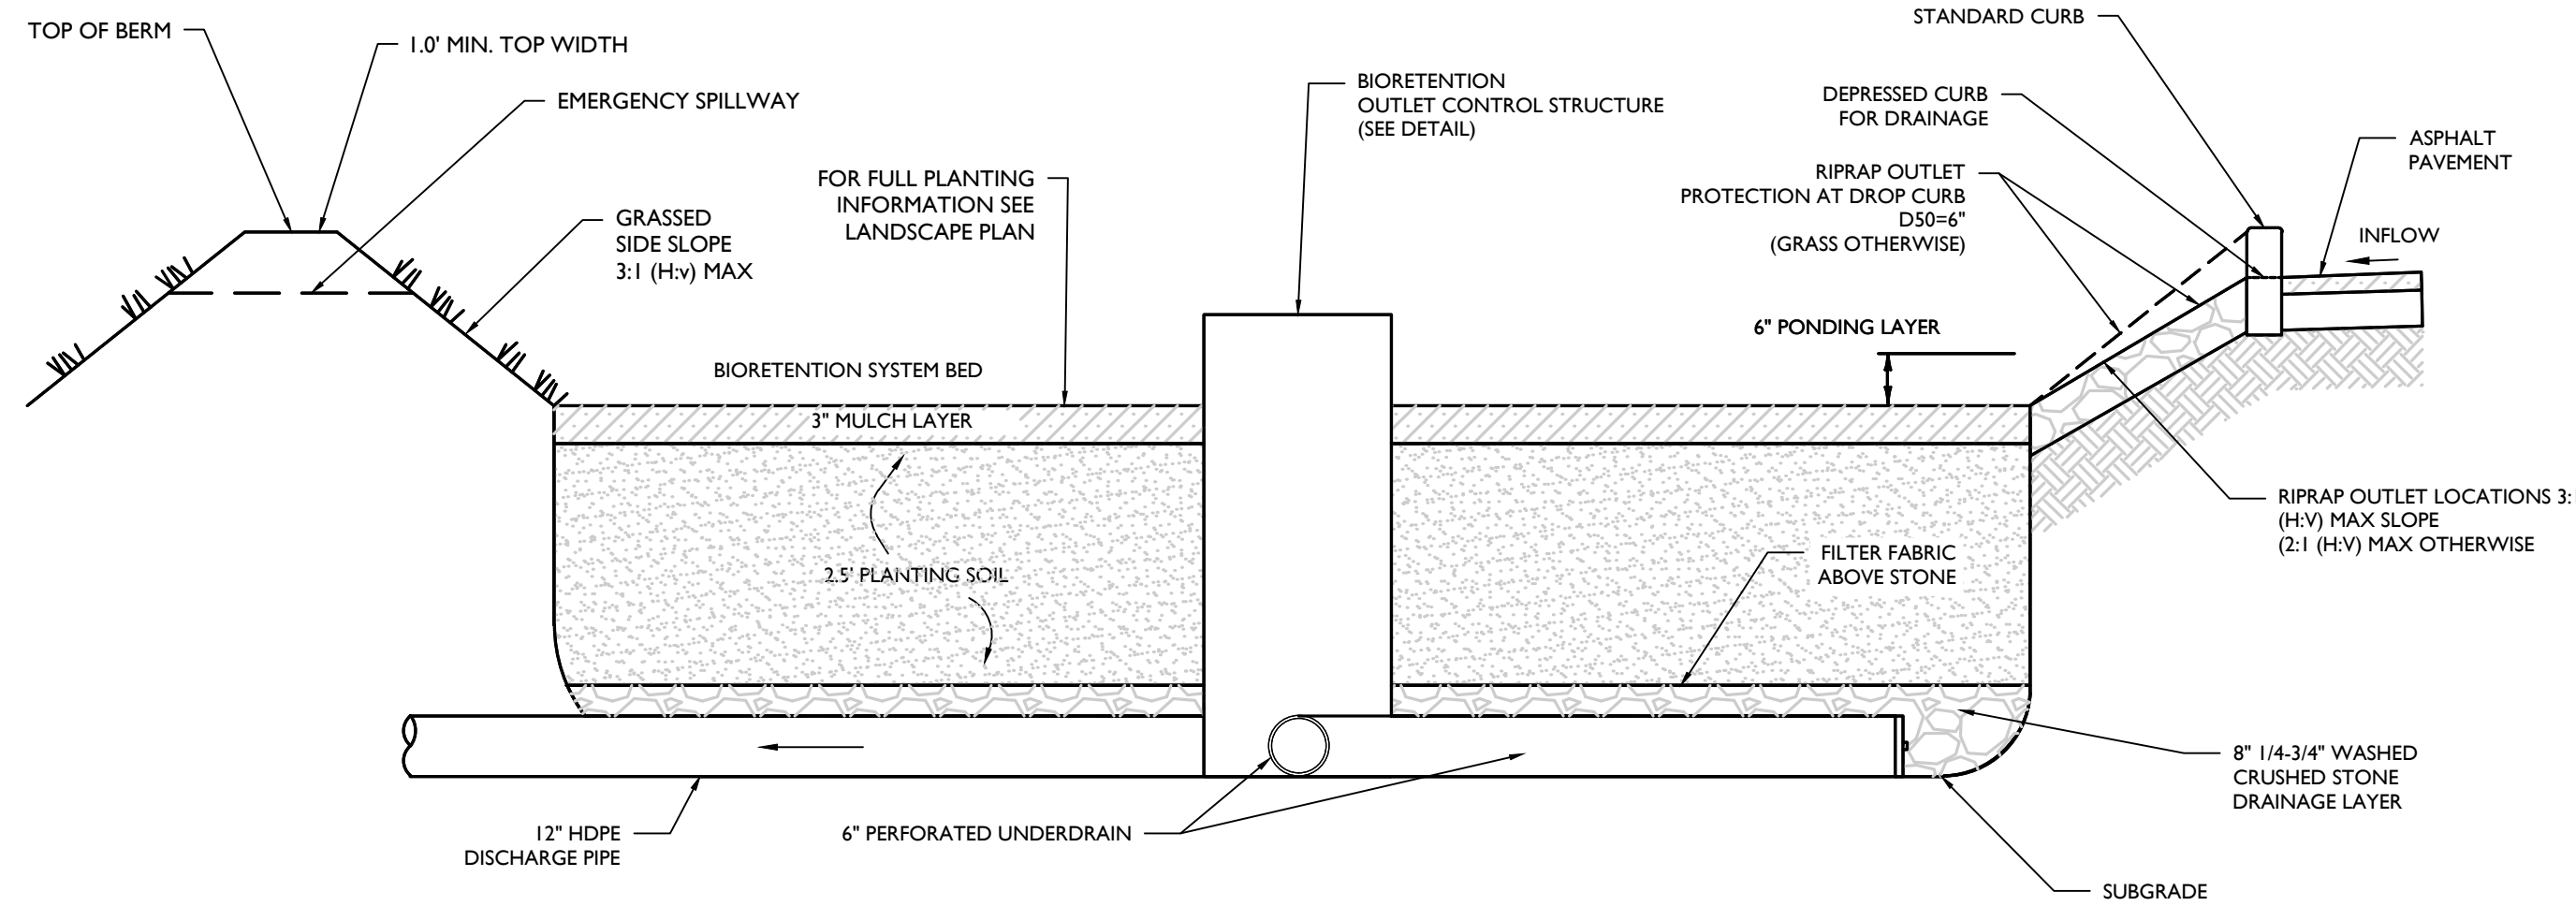 TOP OF BERM
1.0' MIN. TOP WIDTH
EMERGENCY SPILLWAY
GRASSED
SIDE SLOPE
3:1 (H:v) MAX
FOR FULL PLANTING
INFORMATION SEE
LANDSCAPE PLAN
BIORETENTION
OUTLET CONTROL STRUCTURE
(SEE DETAIL)
STANDARD CURB
DEPRESSED CURB
FOR DRAINAGE
ASPHALT
PAVEMENT
RIPRAP OUTLET
PROTECTION AT DROP CURB
D50=6"
(GRASS OTHERWISE)
INFLOW
6" PONDING LAYER
BIORETENTION SYSTEM BED
3" MULCH LAYER
2.5' PLANTING SOIL
FILTER FABRIC
ABOVE STONE
RIPRAP OUTLET LOCATIONS 3:
(H:V) MAX SLOPE
(2:1 (H:V) MAX OTHERWISE
8" 1/4-3/4" WASHED
CRUSHED STONE
DRAINAGE LAYER
12" HDPE
DISCHARGE PIPE
6" PERFORATED UNDERDRAIN
SUBGRADE